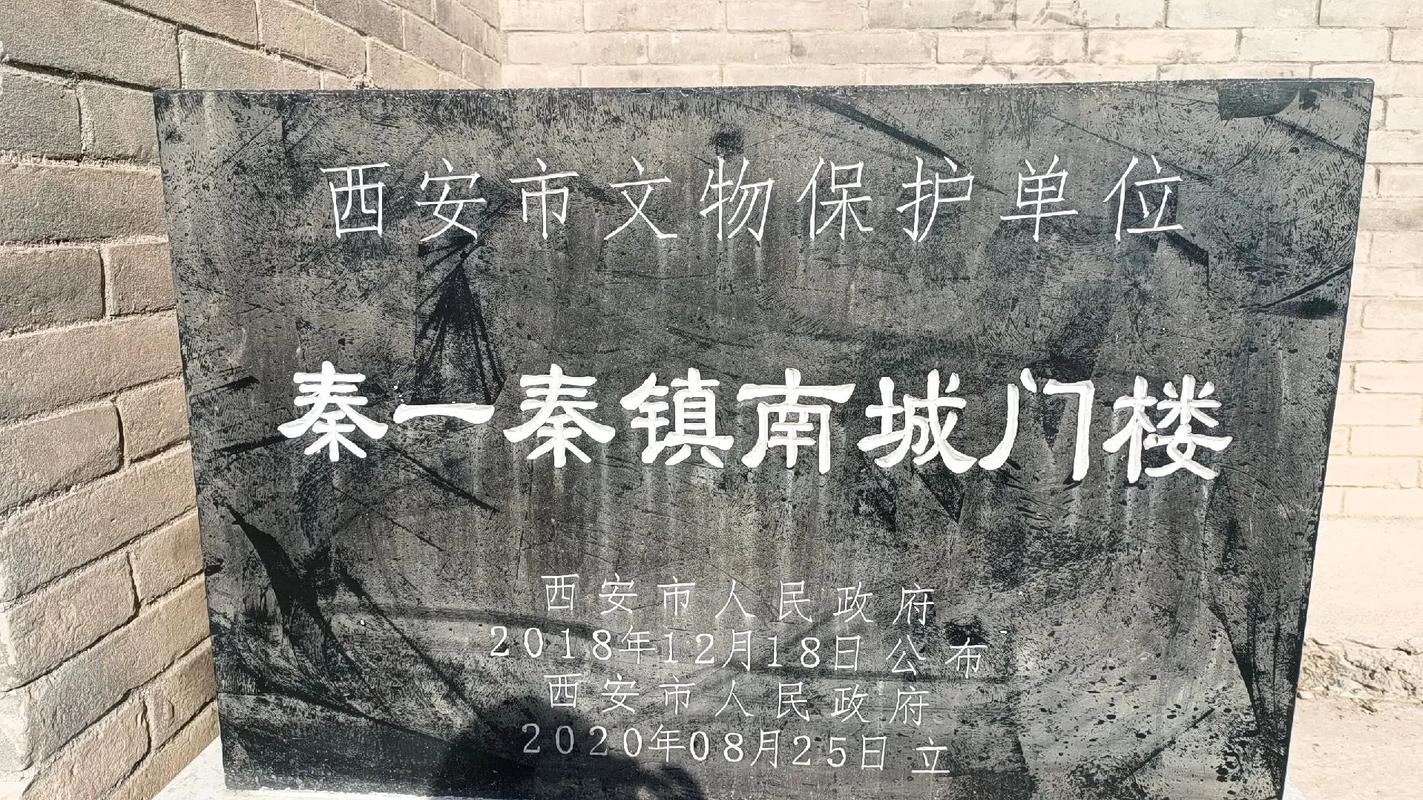 西安市文物保护单位
秦一秦镇南城门楼
西安市人民政府
2018年12月18日 公布
西安市人民政府
2020年08月25日 立